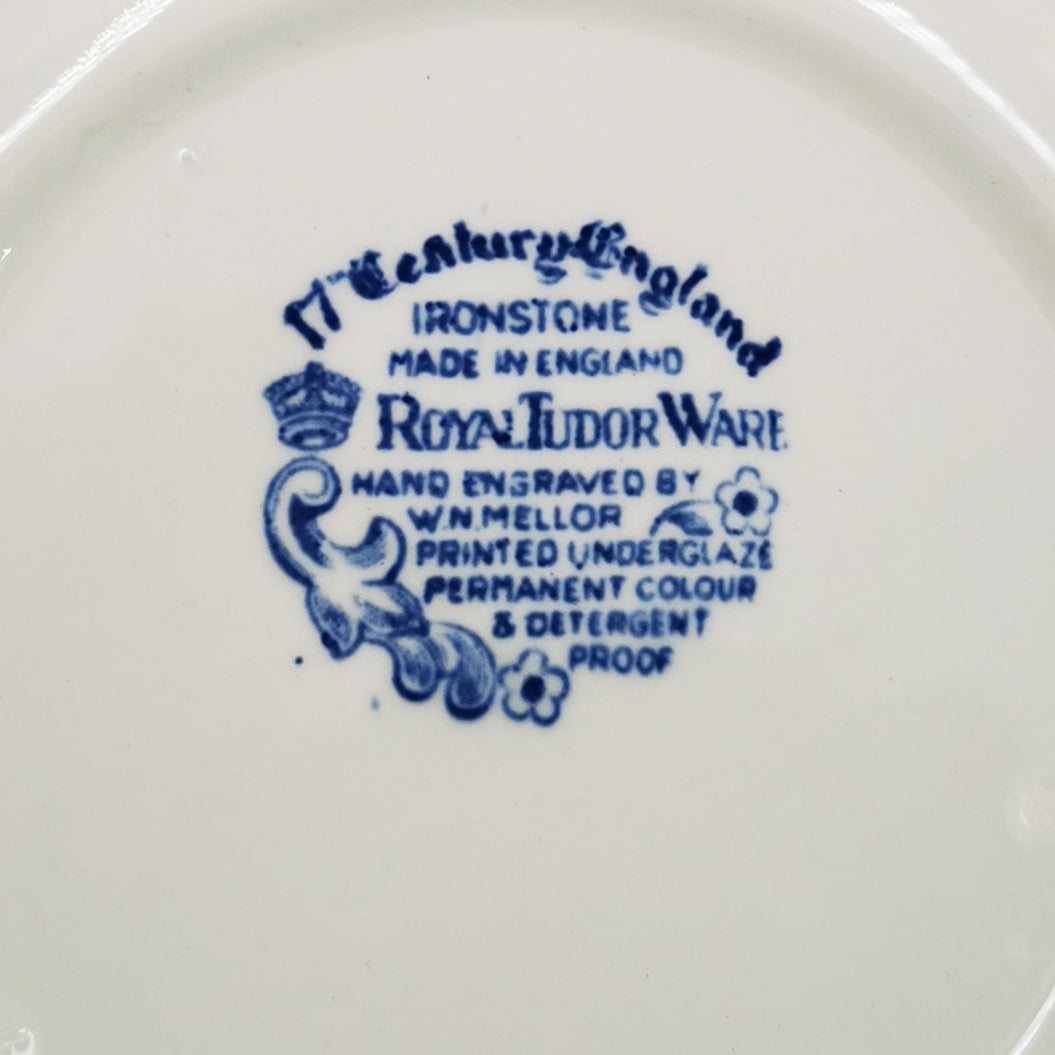 17th Century England
IRONSTONE
MADE IN ENGLAND
ROYAL TUDOR WARE
HAND ENGRAVED BY
W.N. MELLOR
PRINTED UNDERGLAZE
PERMANENT COLOUR
& DETERGENT
PROOF